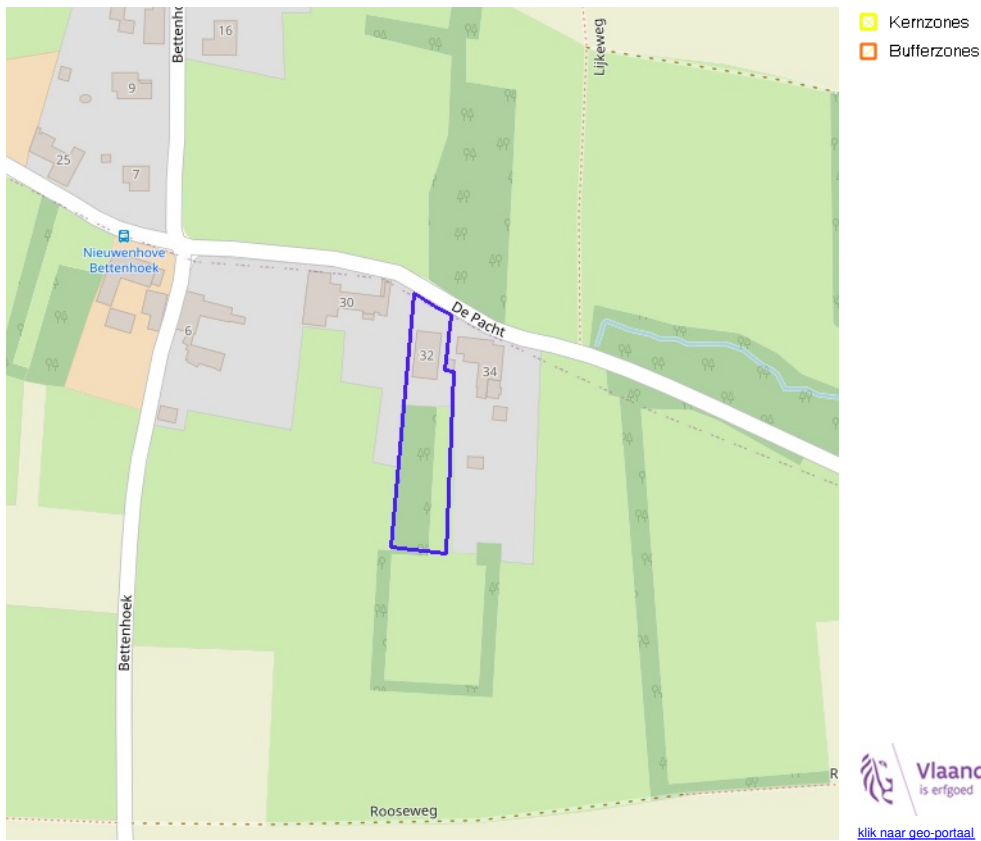 Bettenho
16
Lijkeweg
9
25
7
Nieuwenhove
Bettenhoek
30
De Pacht
6
32
34
Bettenhoek
Rooseweg
R
Kernzones
Bufferzones
Vlaand
is erfgoed
klik naar geo-portaal